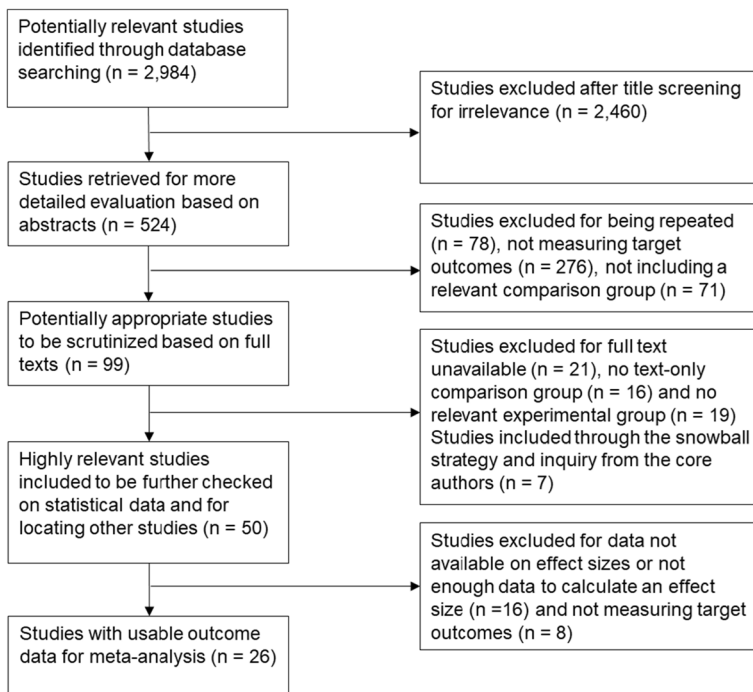 Potentially relevant studies
identified through database
searching (n = 2,984)
Studies excluded after title screening
for irrelevance (n = 2,460)
Studies retrieved for more
detailed evaluation based on
abstracts (n = 524)
Studies excluded for being repeated
(n = 78), not measuring target
outcomes (n = 276), not including a
relevant comparison group (n = 71)
Potentially appropriate studies
to be scrutinized based on full
texts (n = 99)
Studies excluded for full text
unavailable (n = 21), no text-only
comparison group (n = 16) and no
relevant experimental group (n = 19)
Studies included through the snowball
strategy and inquiry from the core
authors (n = 7)
Highly relevant studies
included to be further checked
on statistical data and for
locating other studies (n = 50)
Studies excluded for data not
available on effect sizes or not
enough data to calculate an effect
size (n =16) and not measuring target
outcomes (n = 8)
Studies with usable outcome
data for meta-analysis (n = 26)